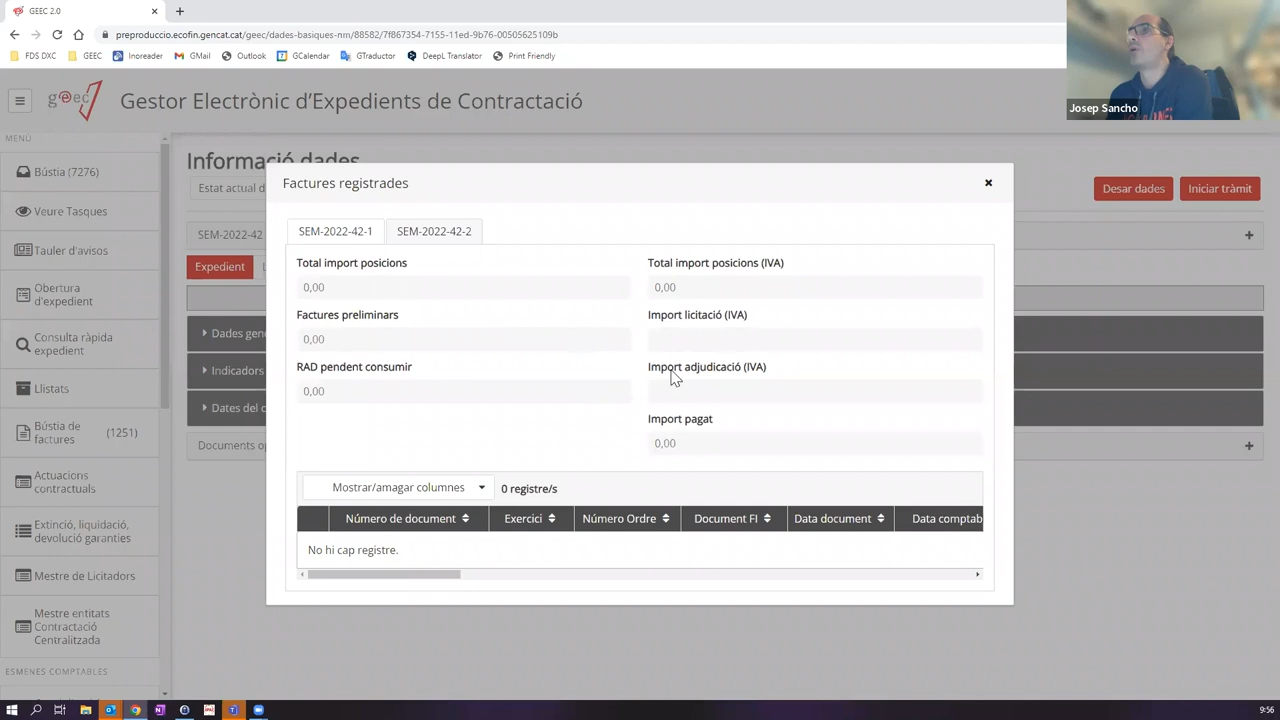 GEEC 2.0
preproduccio.ecofin.gencat.cat/geec/dades-basiques-nm/88582/7f867354-7155-11ed-9b76-00505625109b
FDS DXC
GEEC
Inoreader
GMail
Outlook
GCalendar
GTraductor
DeepL Translator
Print Friendly
Josep Sancho
geec
Gestor Electrònic d'Expedients de Contractació
MENÚ
Bústia (7276)
Veure Tasques
Tauler d'avisos
Obertura
d'expedient
Consulta ràpida
expedient
Llistats
Bústia de
factures (1251)
Actuacions
contractuals
Extinció, liquidació,
devolució garanties
Mestre de Licitadors
Mestre entitats
Contractació
Centralitzada
ESMENES COMPTABLES
Informació dades
Estat actual d
Desar dades
Iniciar tràmit
SEM-2022-42
Expedient
Dades gene
Indicadors
Dates del c
Documents op
Factures registrades
SEM-2022-42-1
SEM-2022-42-2
Total import posicions
0,00
Total import posicions (IVA)
0,00
Factures preliminars
0,00
Import licitació (IVA)
RAD pendent consumir
0,00
Import adjudicació (IVA)
Import pagat
0,00
Mostrar/amagar columnes
0 registre/s
Número de document
Exercici
Número Ordre
Document FI
Data document
Data comptab
No hi cap registre.
9:56